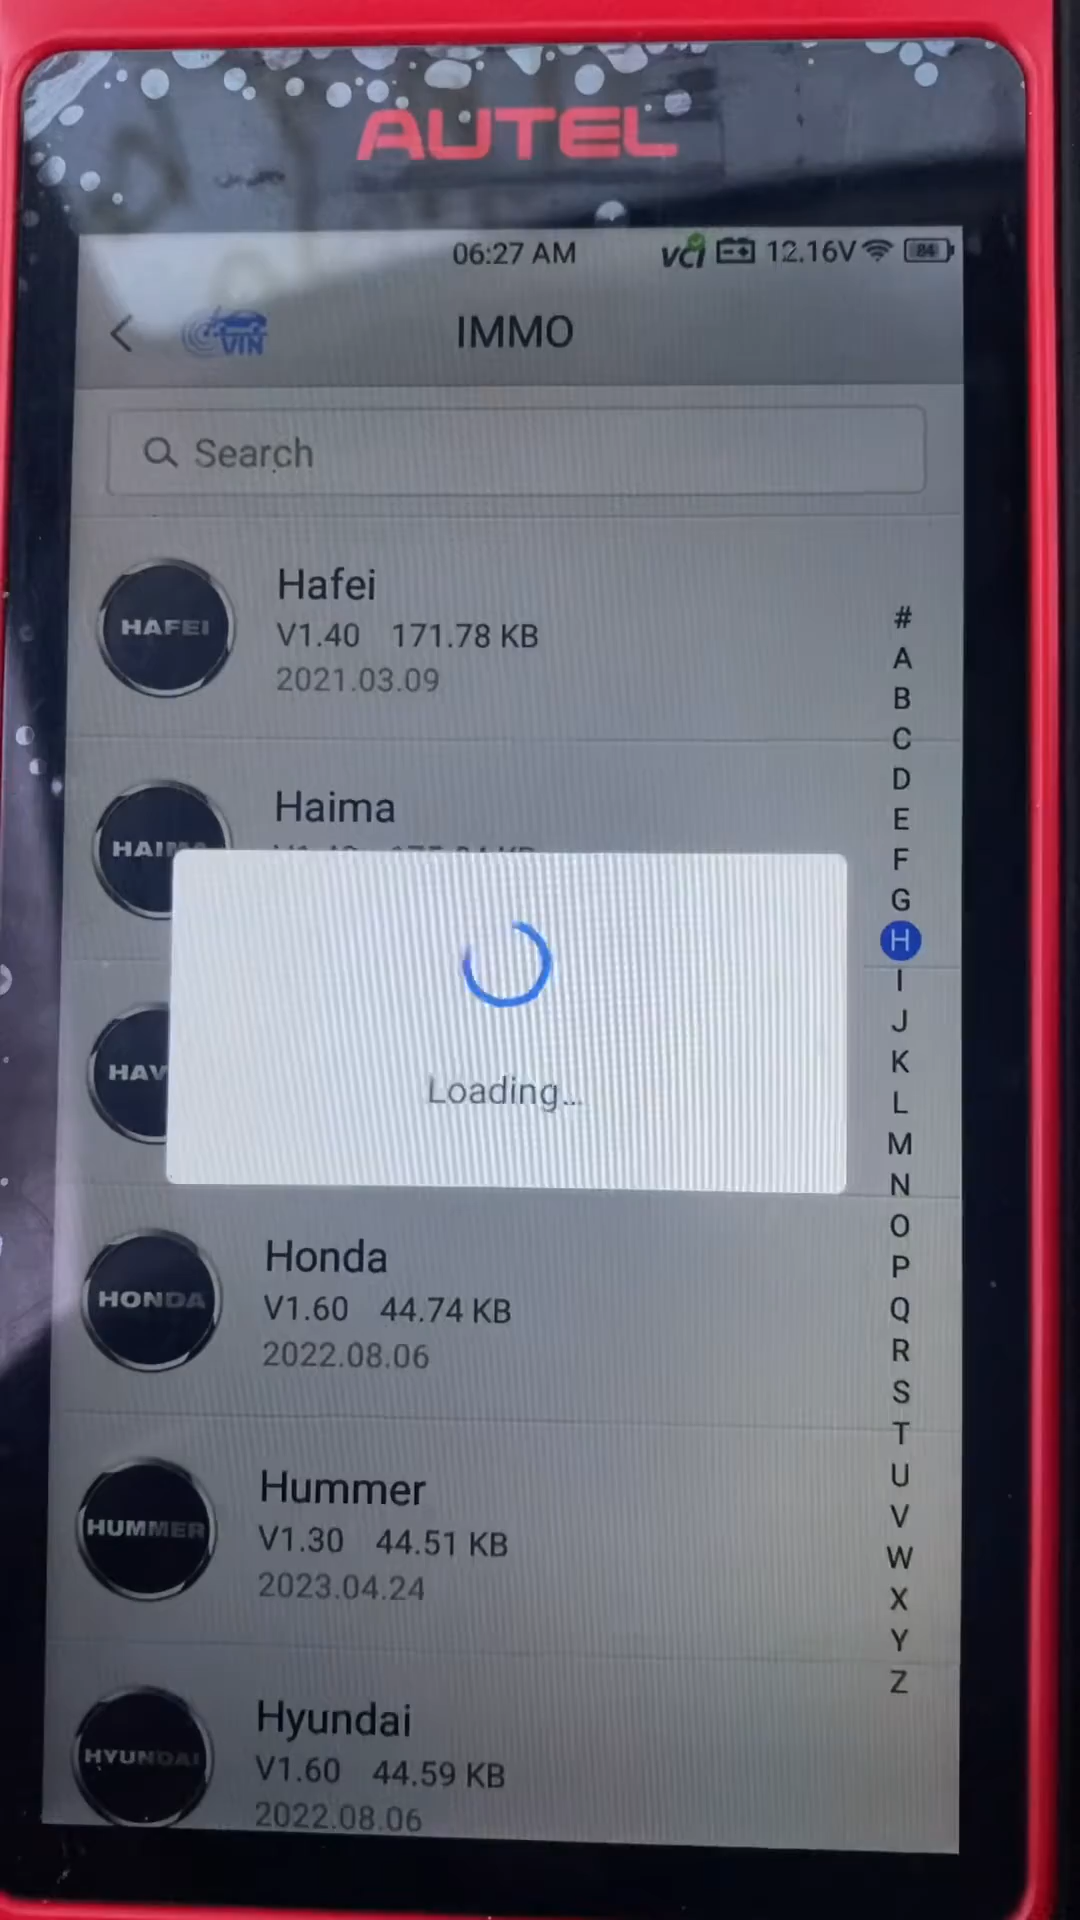 AUTEL
06:27 AM VCI 12.16V 84
VIN IMMO
Search
Hafei
HAFEI
V1.40 171.78 KB
2021.03.09
Haima
Loading...
Honda
HONDA
V1.60 44.74 KB
2022.08.06
Hummer
HUMMER
V1.30 44.51 KB
2023.04.24
Hyundai
HYUNDAI
V1.60 44.59 KB
2022.08.06
#
A
B
C
D
E
F
G
H
I
J
K
L
M
N
O
P
Q
R
S
T
U
V
W
X
Y
Z